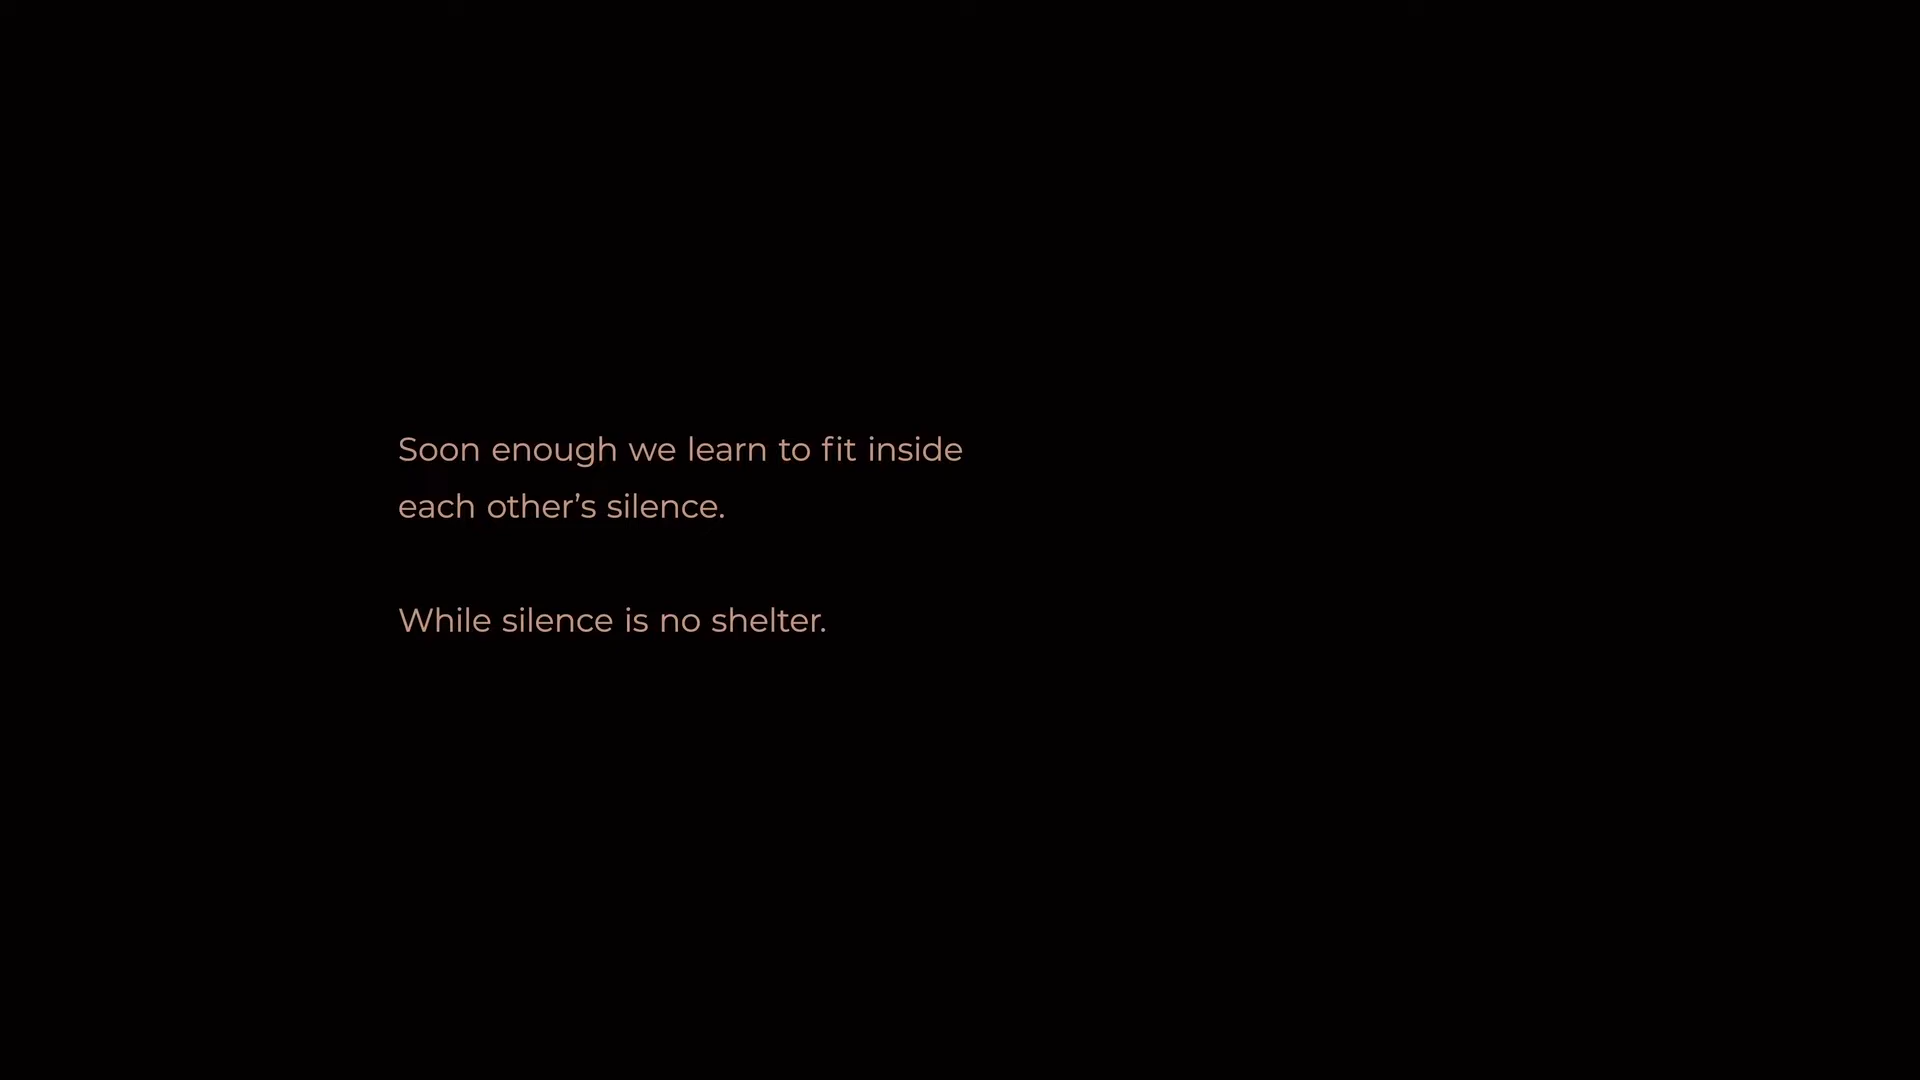 Soon enough we learn to fit inside
each other’s silence.
While silence is no shelter.